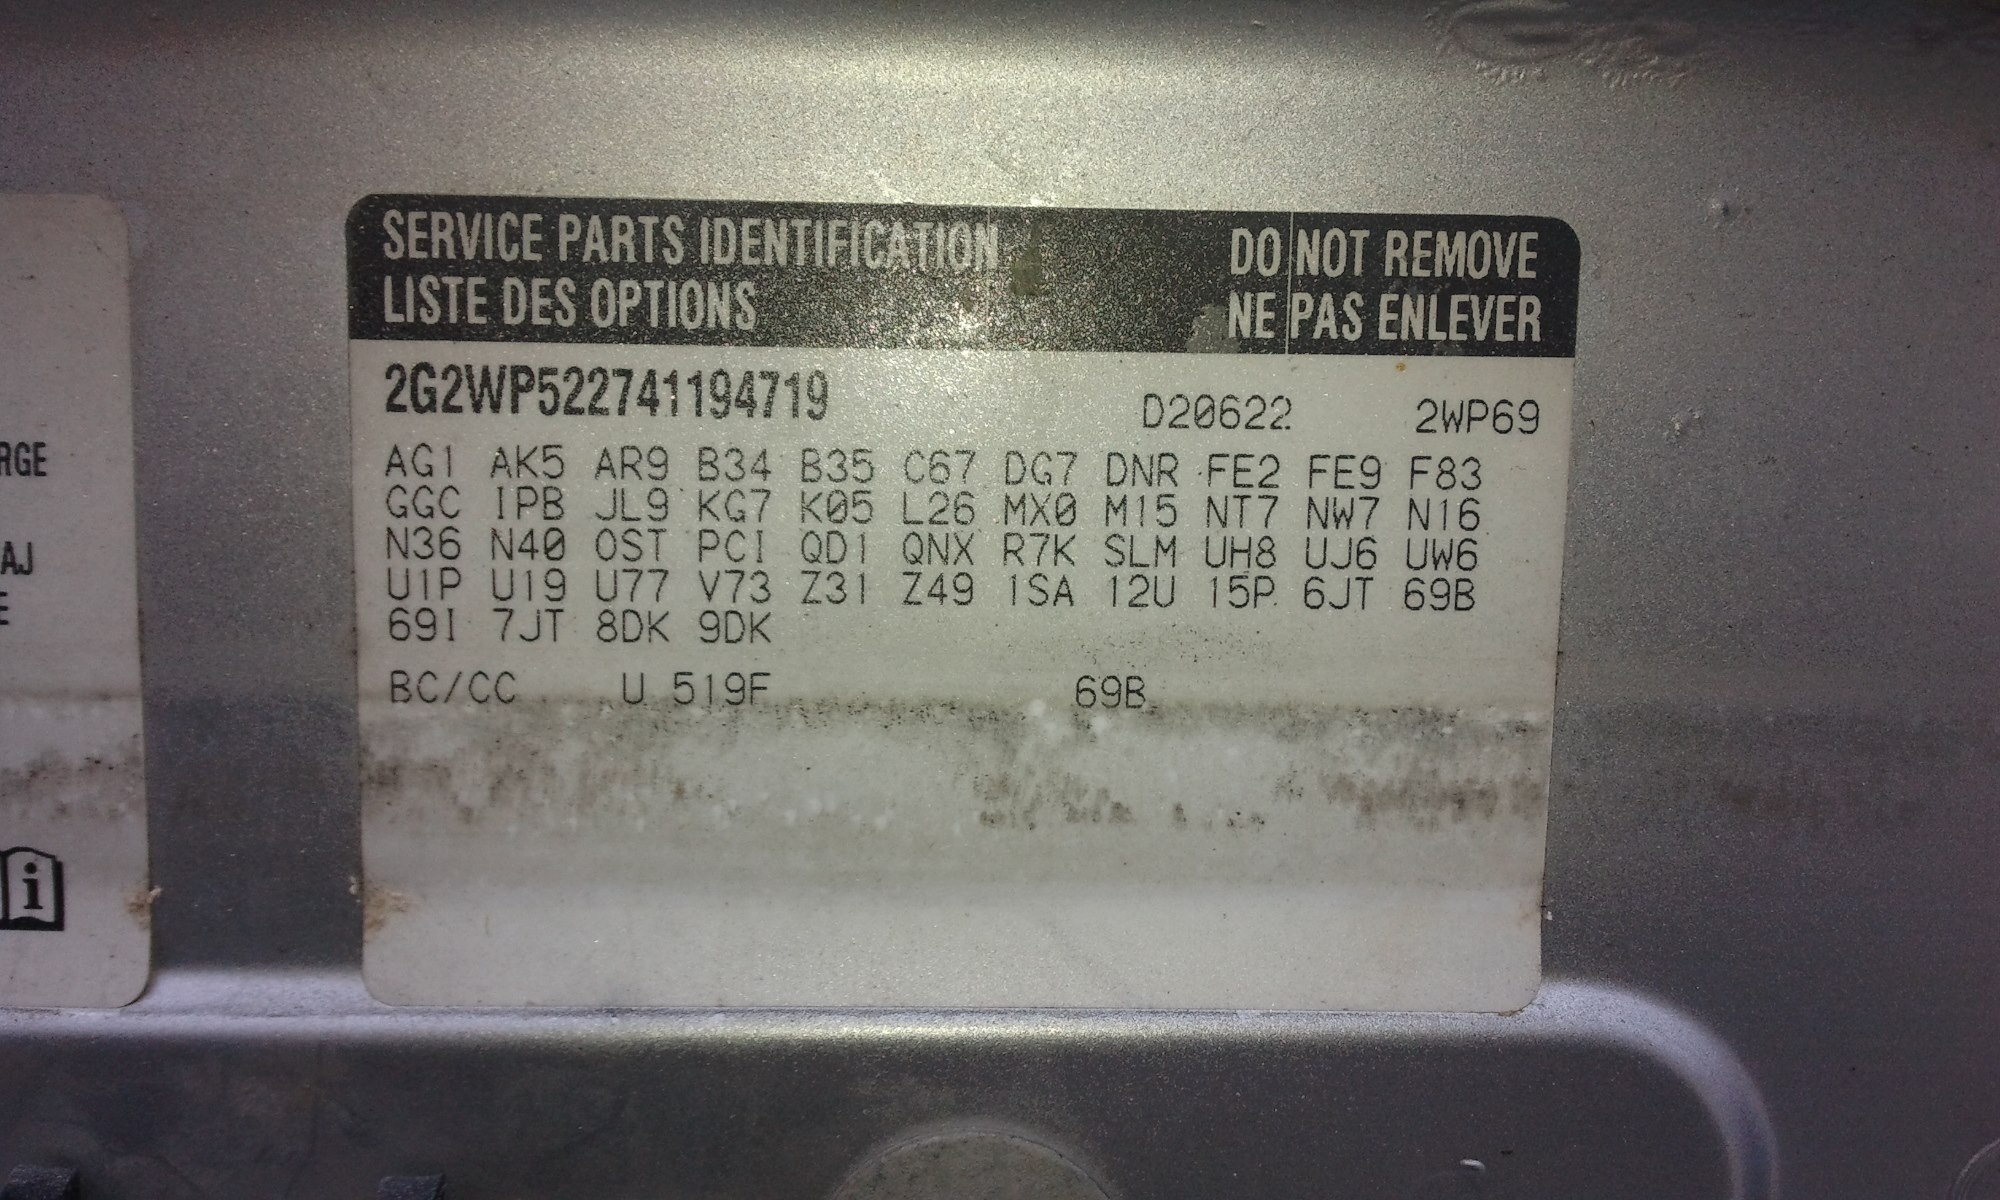 RGE
AJ
E
i
SERVICE PARTS IDENTIFICATION DO NOT REMOVE
LISTE DES OPTIONS NE PAS ENLEVER
2G2WP522741194719 D20622 2WP69
AG1 AK5 AR9 B34 B35 C67 DG7 DNR FE2 FE9 F83
GGC IPB JL9 KG7 K05 L26 MX0 M15 NT7 NW7 N16
N36 N40 OST PCI QD1 QNX R7K SLM UH8 UJ6 UW6
U1P U19 U77 V73 Z31 Z49 1SA 12U 15P 6JT 69B
69I 7JT 8DK 9DK
BC/CC U 519F 69B